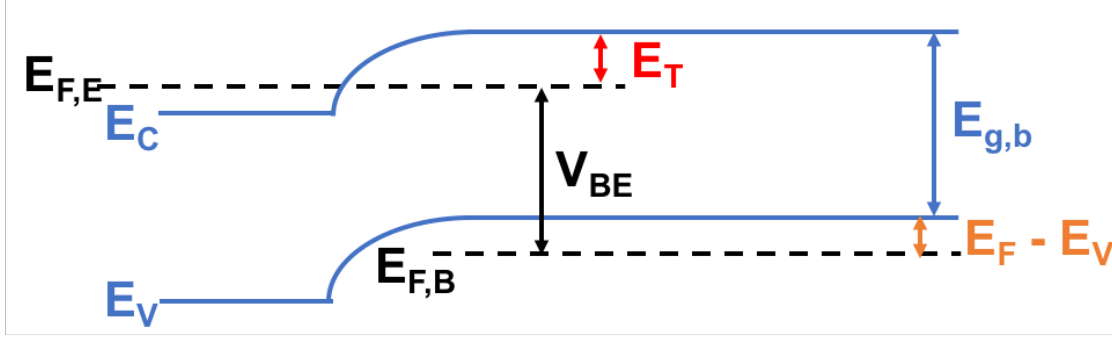 E_F,E
E_C
E_T
E_g,b
V_BE
E_F - E_V
E_F,B
E_V